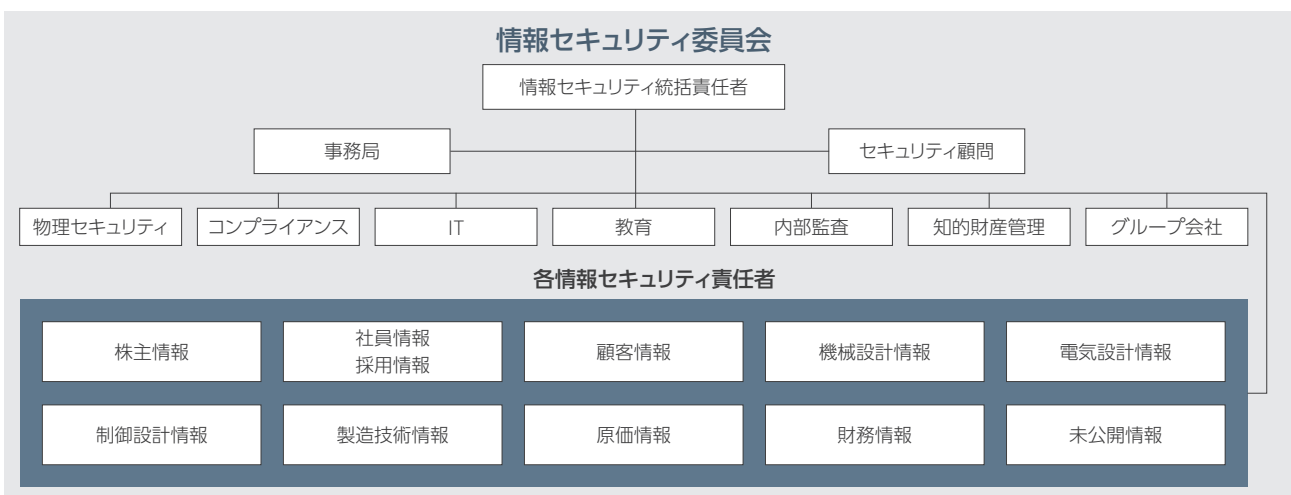 情報セキュリティ委員会
情報セキュリティ統括責任者
事務局
セキュリティ顧問
物理セキュリティ
コンプライアンス
IT
教育
内部監査
知的財産管理
グループ会社
各情報セキュリティ責任者
株主情報
社員情報
採用情報
顧客情報
機械設計情報
電気設計情報
制御設計情報
製造技術情報
原価情報
財務情報
未公開情報